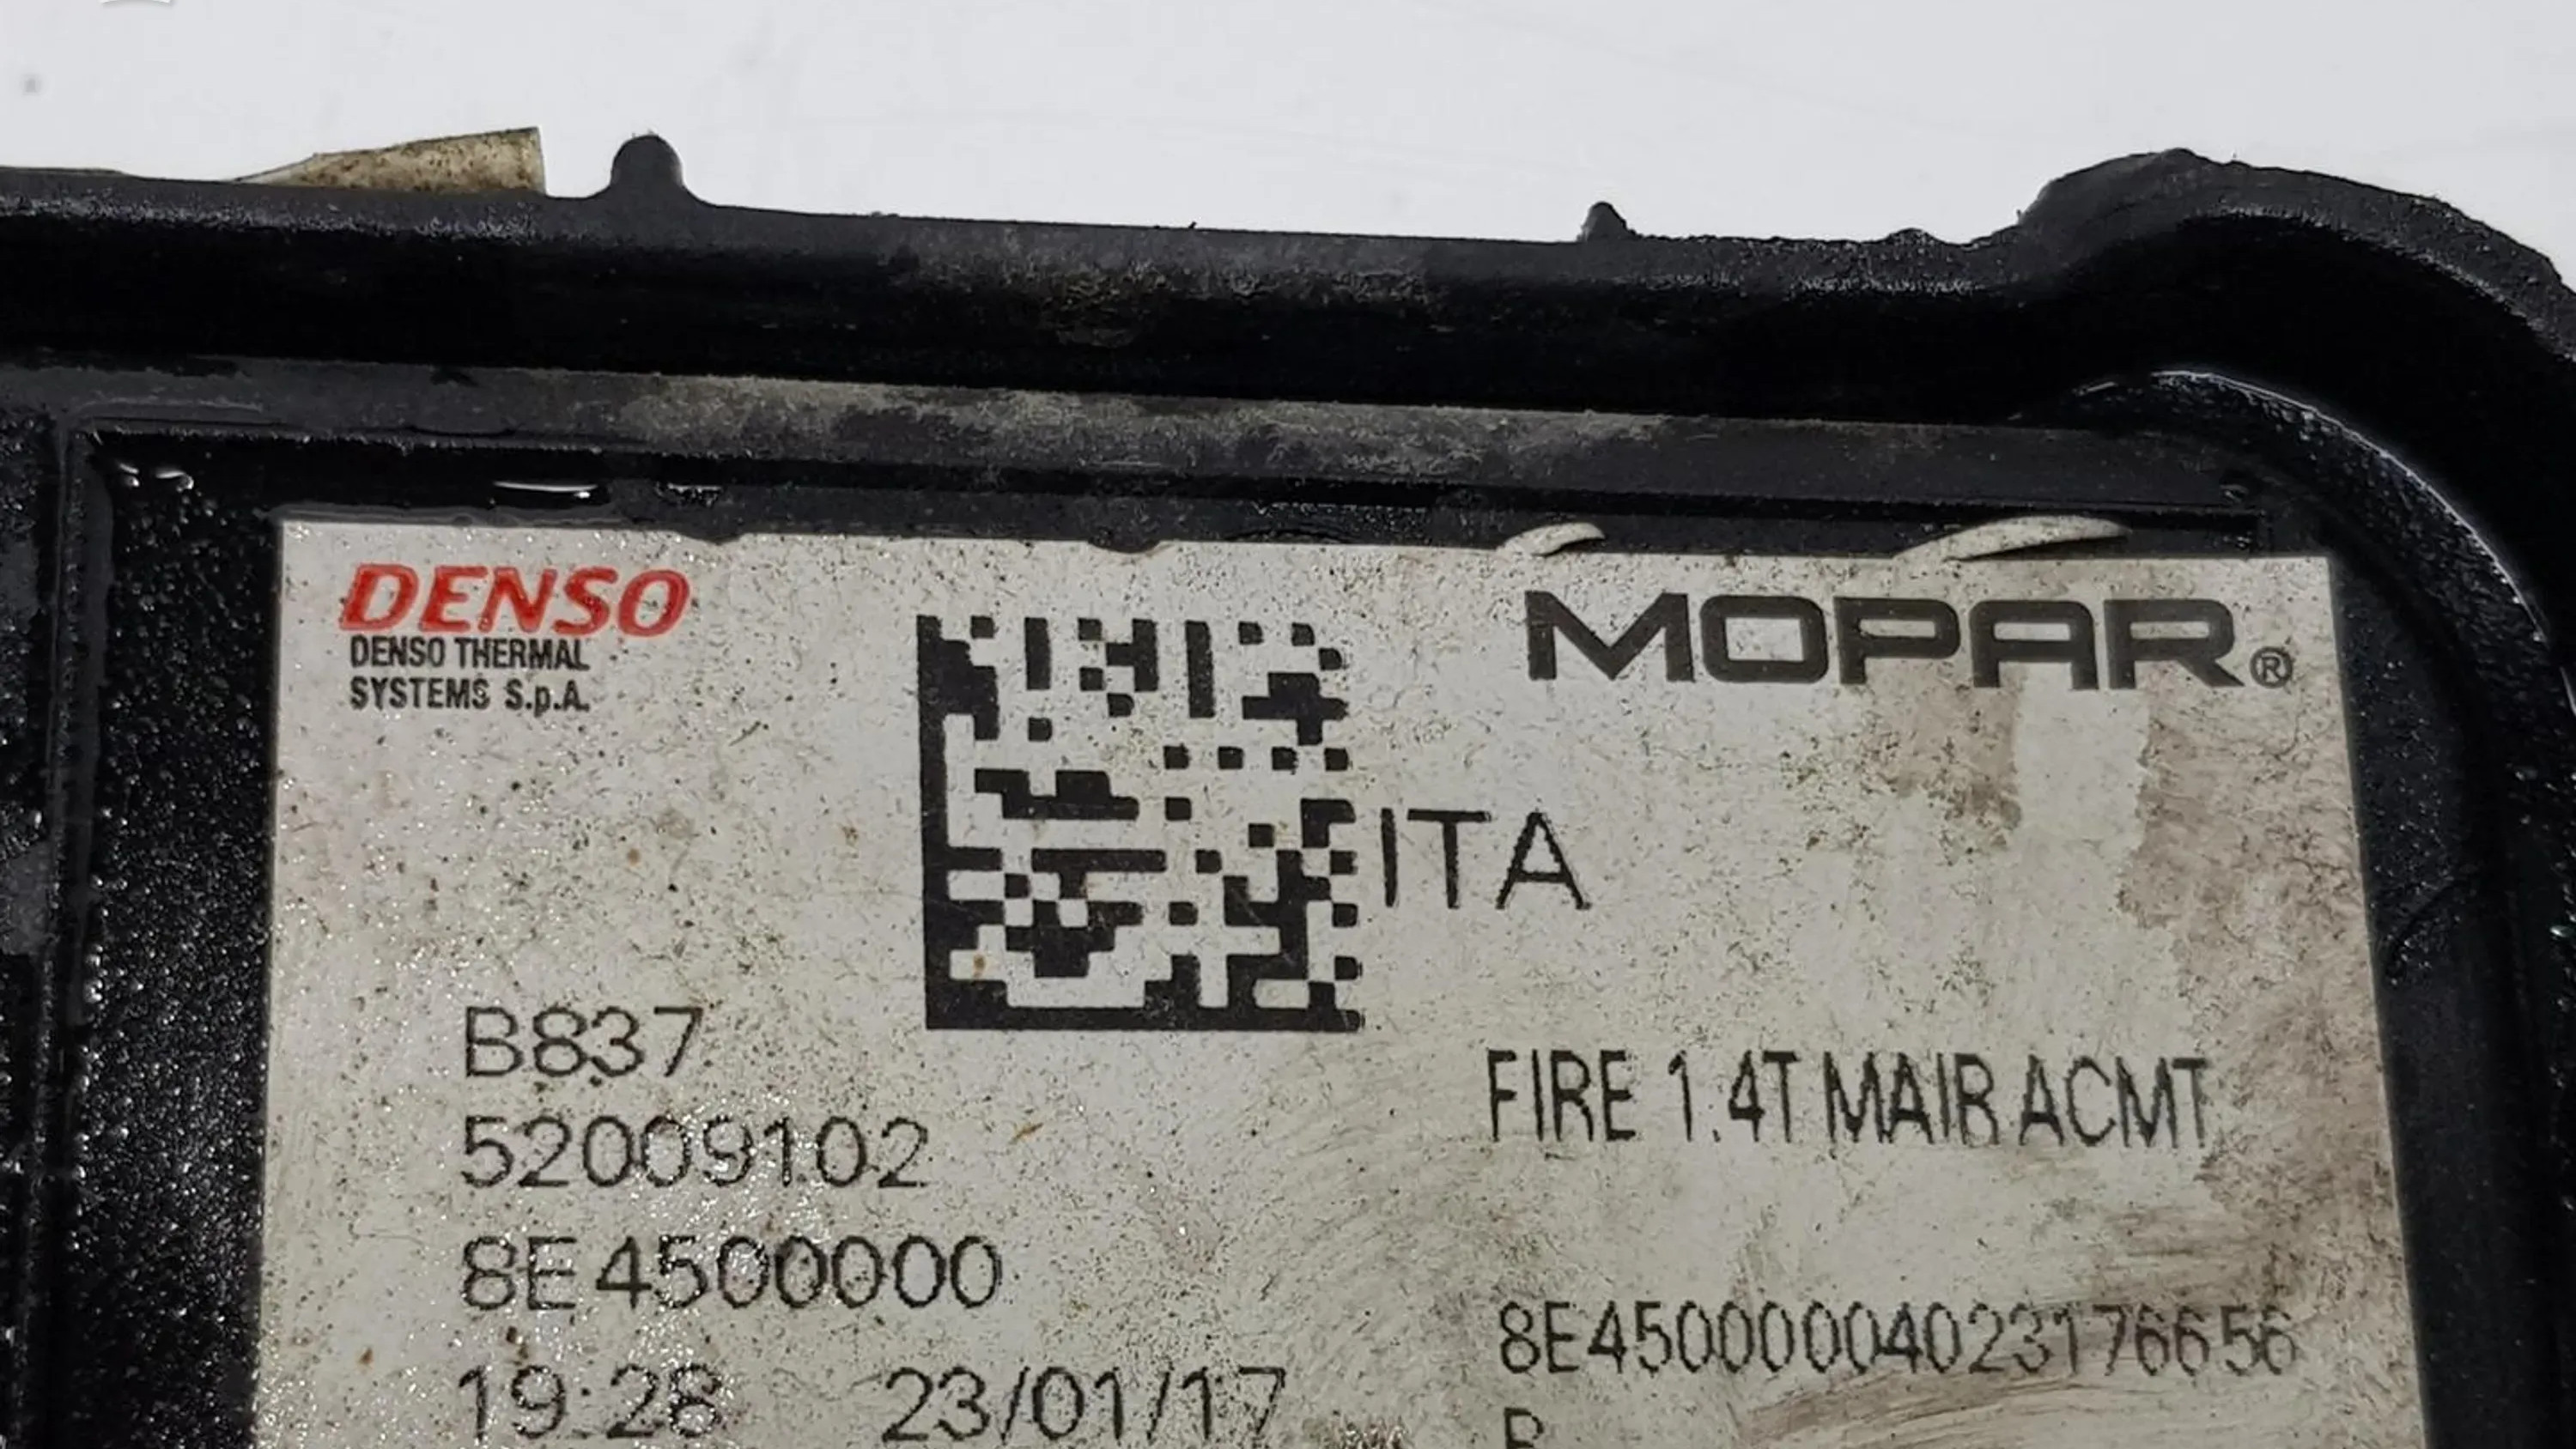 DENSO
DENSO THERMAL
SYSTEMS S.p.A.
MOPAR®
ITA
B837
52009102
8E4500000
19:28 23/01/17
FIRE 1.4T MAIR ACMT
8E45000004023176656